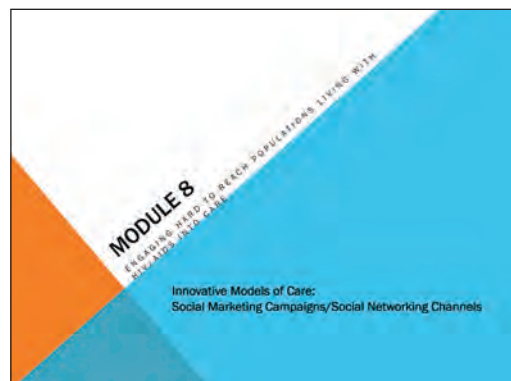 MODULE 8
ENGAGING HARD TO REACH POPULATIONS LIVING WITH
HIV/AIDS INTO CARE
Innovative Models of Care:
Social Marketing Campaigns/Social Networking Channels